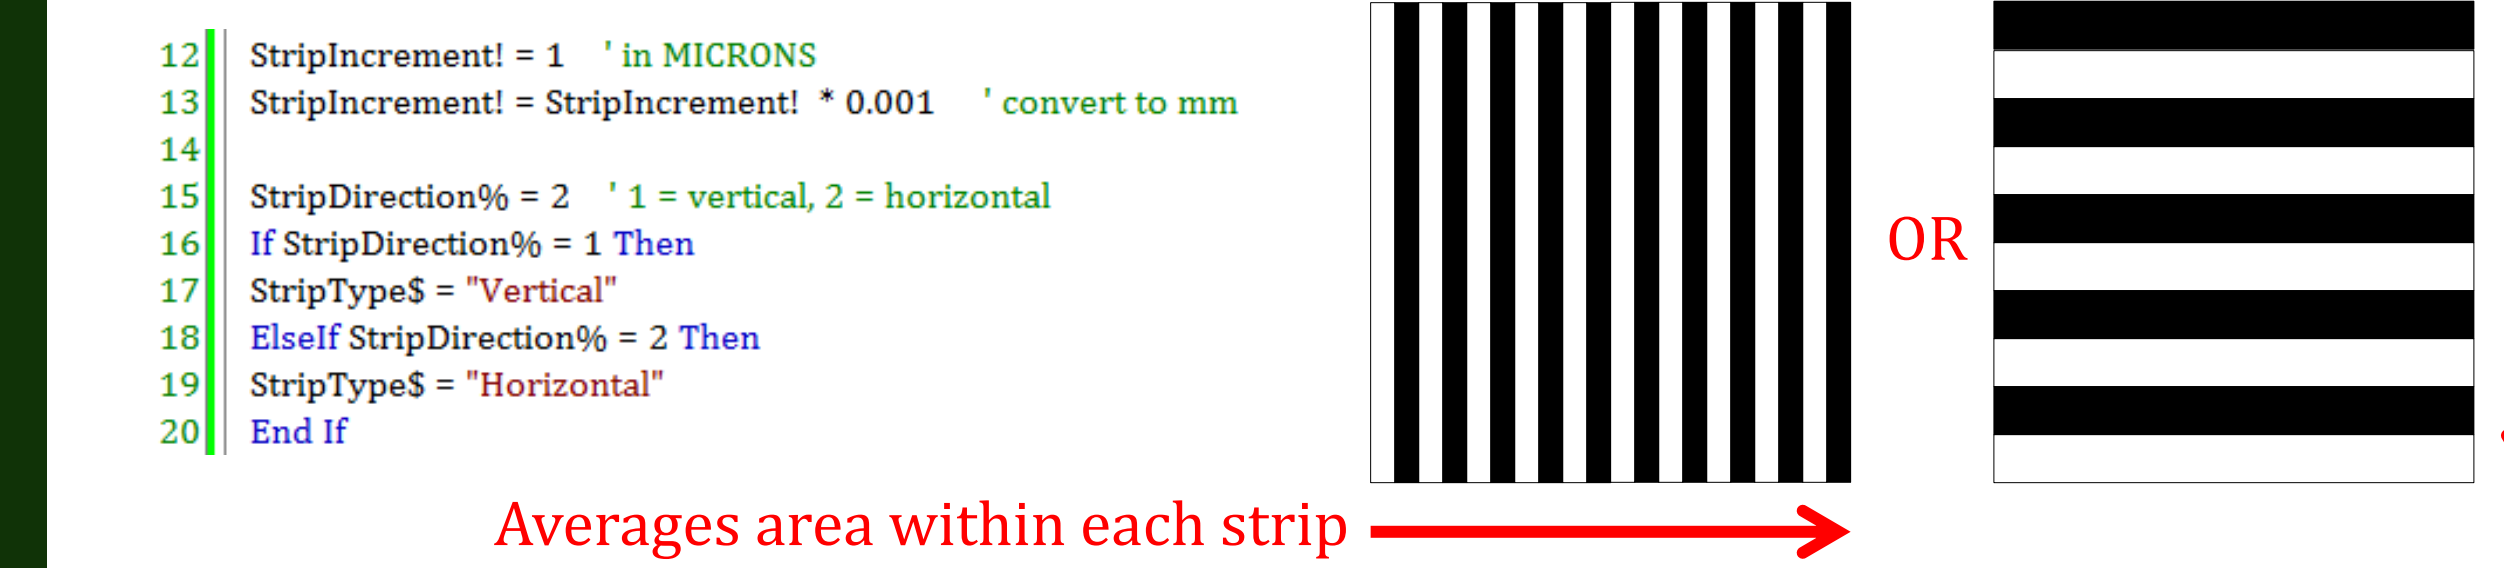 12 StripIncrement! = 1 ' in MICRONS
13 StripIncrement! = StripIncrement! * 0.001 ' convert to mm
14
15 StripDirection% = 2 ' 1 = vertical, 2 = horizontal
16 If StripDirection% = 1 Then
17 StripType$ = "Vertical"
18 ElseIf StripDirection% = 2 Then
19 StripType$ = "Horizontal"
20 End If
OR
Averages area within each strip